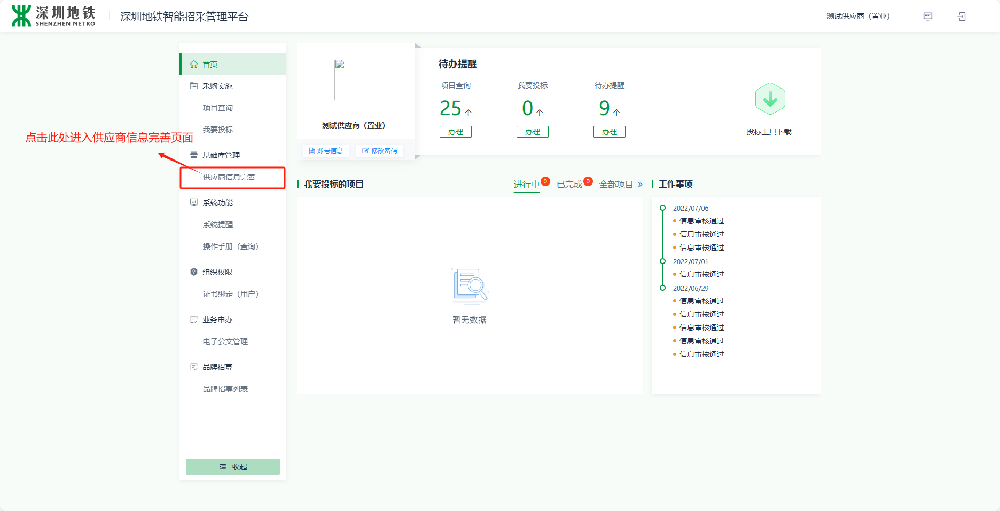 深圳地铁
SHENZHEN METRO
深圳地铁智能招采管理平台
测试供应商（置业）
首页
采购实施
项目查询
我要投标
点击此处进入供应商信息完善页面
基础库管理
供应商信息完善
系统功能
系统提醒
操作手册（查询）
组织权限
证书绑定（用户）
业务申办
电子公文管理
品牌招募
品牌招募列表
收起
测试供应商（置业）
账号信息
修改密码
待办提醒
项目查询
我要投标
待办提醒
25个
0个
9个
办理
办理
办理
投标工具下载
我要投标的项目
进行中 0
已完成 0
全部项目 »
暂无数据
工作事项
2022/07/06
信息审核通过
信息审核通过
信息审核通过
2022/07/01
信息审核通过
2022/06/29
信息审核通过
信息审核通过
信息审核通过
信息审核通过
信息审核通过